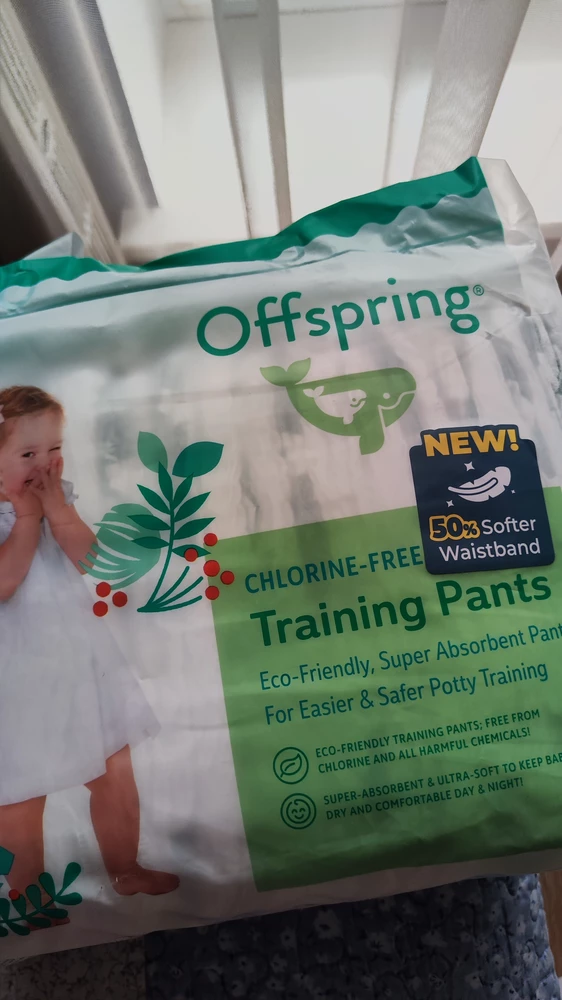 Offspring®
NEW!
50% Softer
Waistband
CHLORINE-FREE
Training Pants
Eco-Friendly, Super Absorbent Pant
For Easier & Safer Potty Training
ECO-FRIENDLY TRAINING PANTS; FREE FROM
CHLORINE AND ALL HARMFUL CHEMICALS!
SUPER-ABSORBENT & ULTRA-SOFT TO KEEP BAB
DRY AND COMFORTABLE DAY & NIGHT!